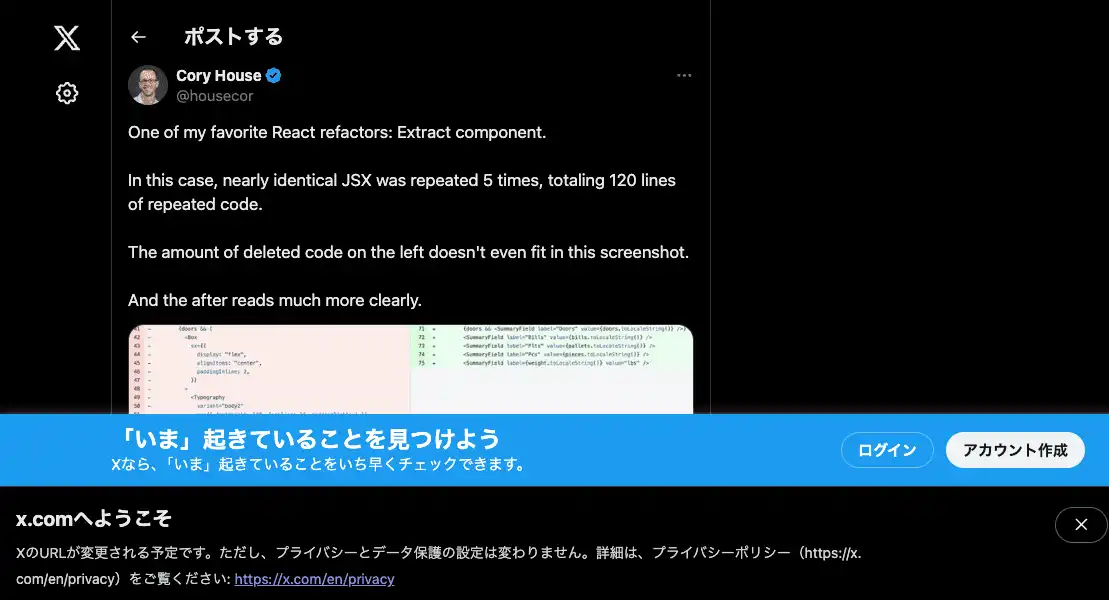 ポストする
Cory House
@housecor
One of my favorite React refactors: Extract component.
In this case, nearly identical JSX was repeated 5 times, totaling 120 lines
of repeated code.
The amount of deleted code on the left doesn't even fit in this screenshot.
And the after reads much more clearly.
41 - {doors && (
42 - <Box
43 - sx={{
44 - display: "flex",
45 - alignItems: "center",
46 - paddingInline: 2,
47 - }}
48 - >
49 - <Typography
50 - variant="body2"
71 + {doors && <SummaryField label="Doors" value={doors.toLocaleString()} />}
72 + <SummaryField label="Bills" value={bills.toLocaleString()} />
73 + <SummaryField label="Plts" value={pallets.toLocaleString()} />
74 + <SummaryField label="Pcs" value={pieces.toLocaleString()} />
75 + <SummaryField label={weight.toLocaleString()} value="lbs" />
「いま」起きていることを見つけよう
Xなら、「いま」起きていることをいち早くチェックできます。
ログイン
アカウント作成
x.comへようこそ
XのURLが変更される予定です。ただし、プライバシーとデータ保護の設定は変わりません。詳細は、プライバシーポリシー（https://x.
com/en/privacy）をご覧ください: https://x.com/en/privacy